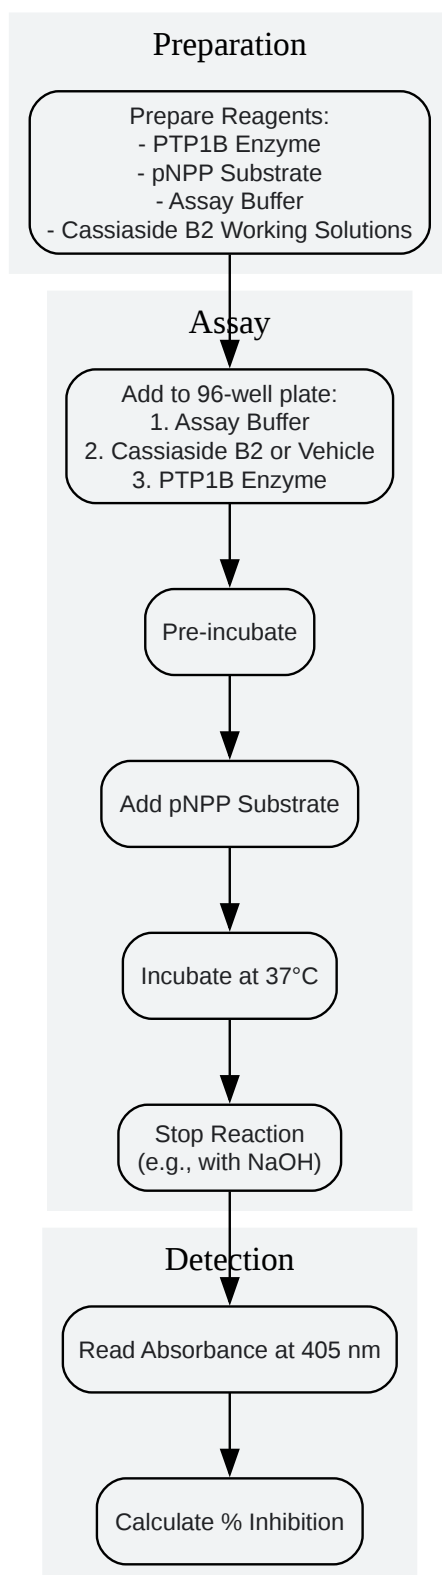 Preparation
Prepare Reagents:
- PTP1B Enzyme
- pNPP Substrate
- Assay Buffer
- Cassiaside B2 Working Solutions
Assay
Add to 96-well plate:
1. Assay Buffer
2. Cassiaside B2 or Vehicle
3. PTP1B Enzyme
Pre-incubate
Add pNPP Substrate
Incubate at 37°C
Stop Reaction
(e.g., with NaOH)
Detection
Read Absorbance at 405 nm
Calculate % Inhibition